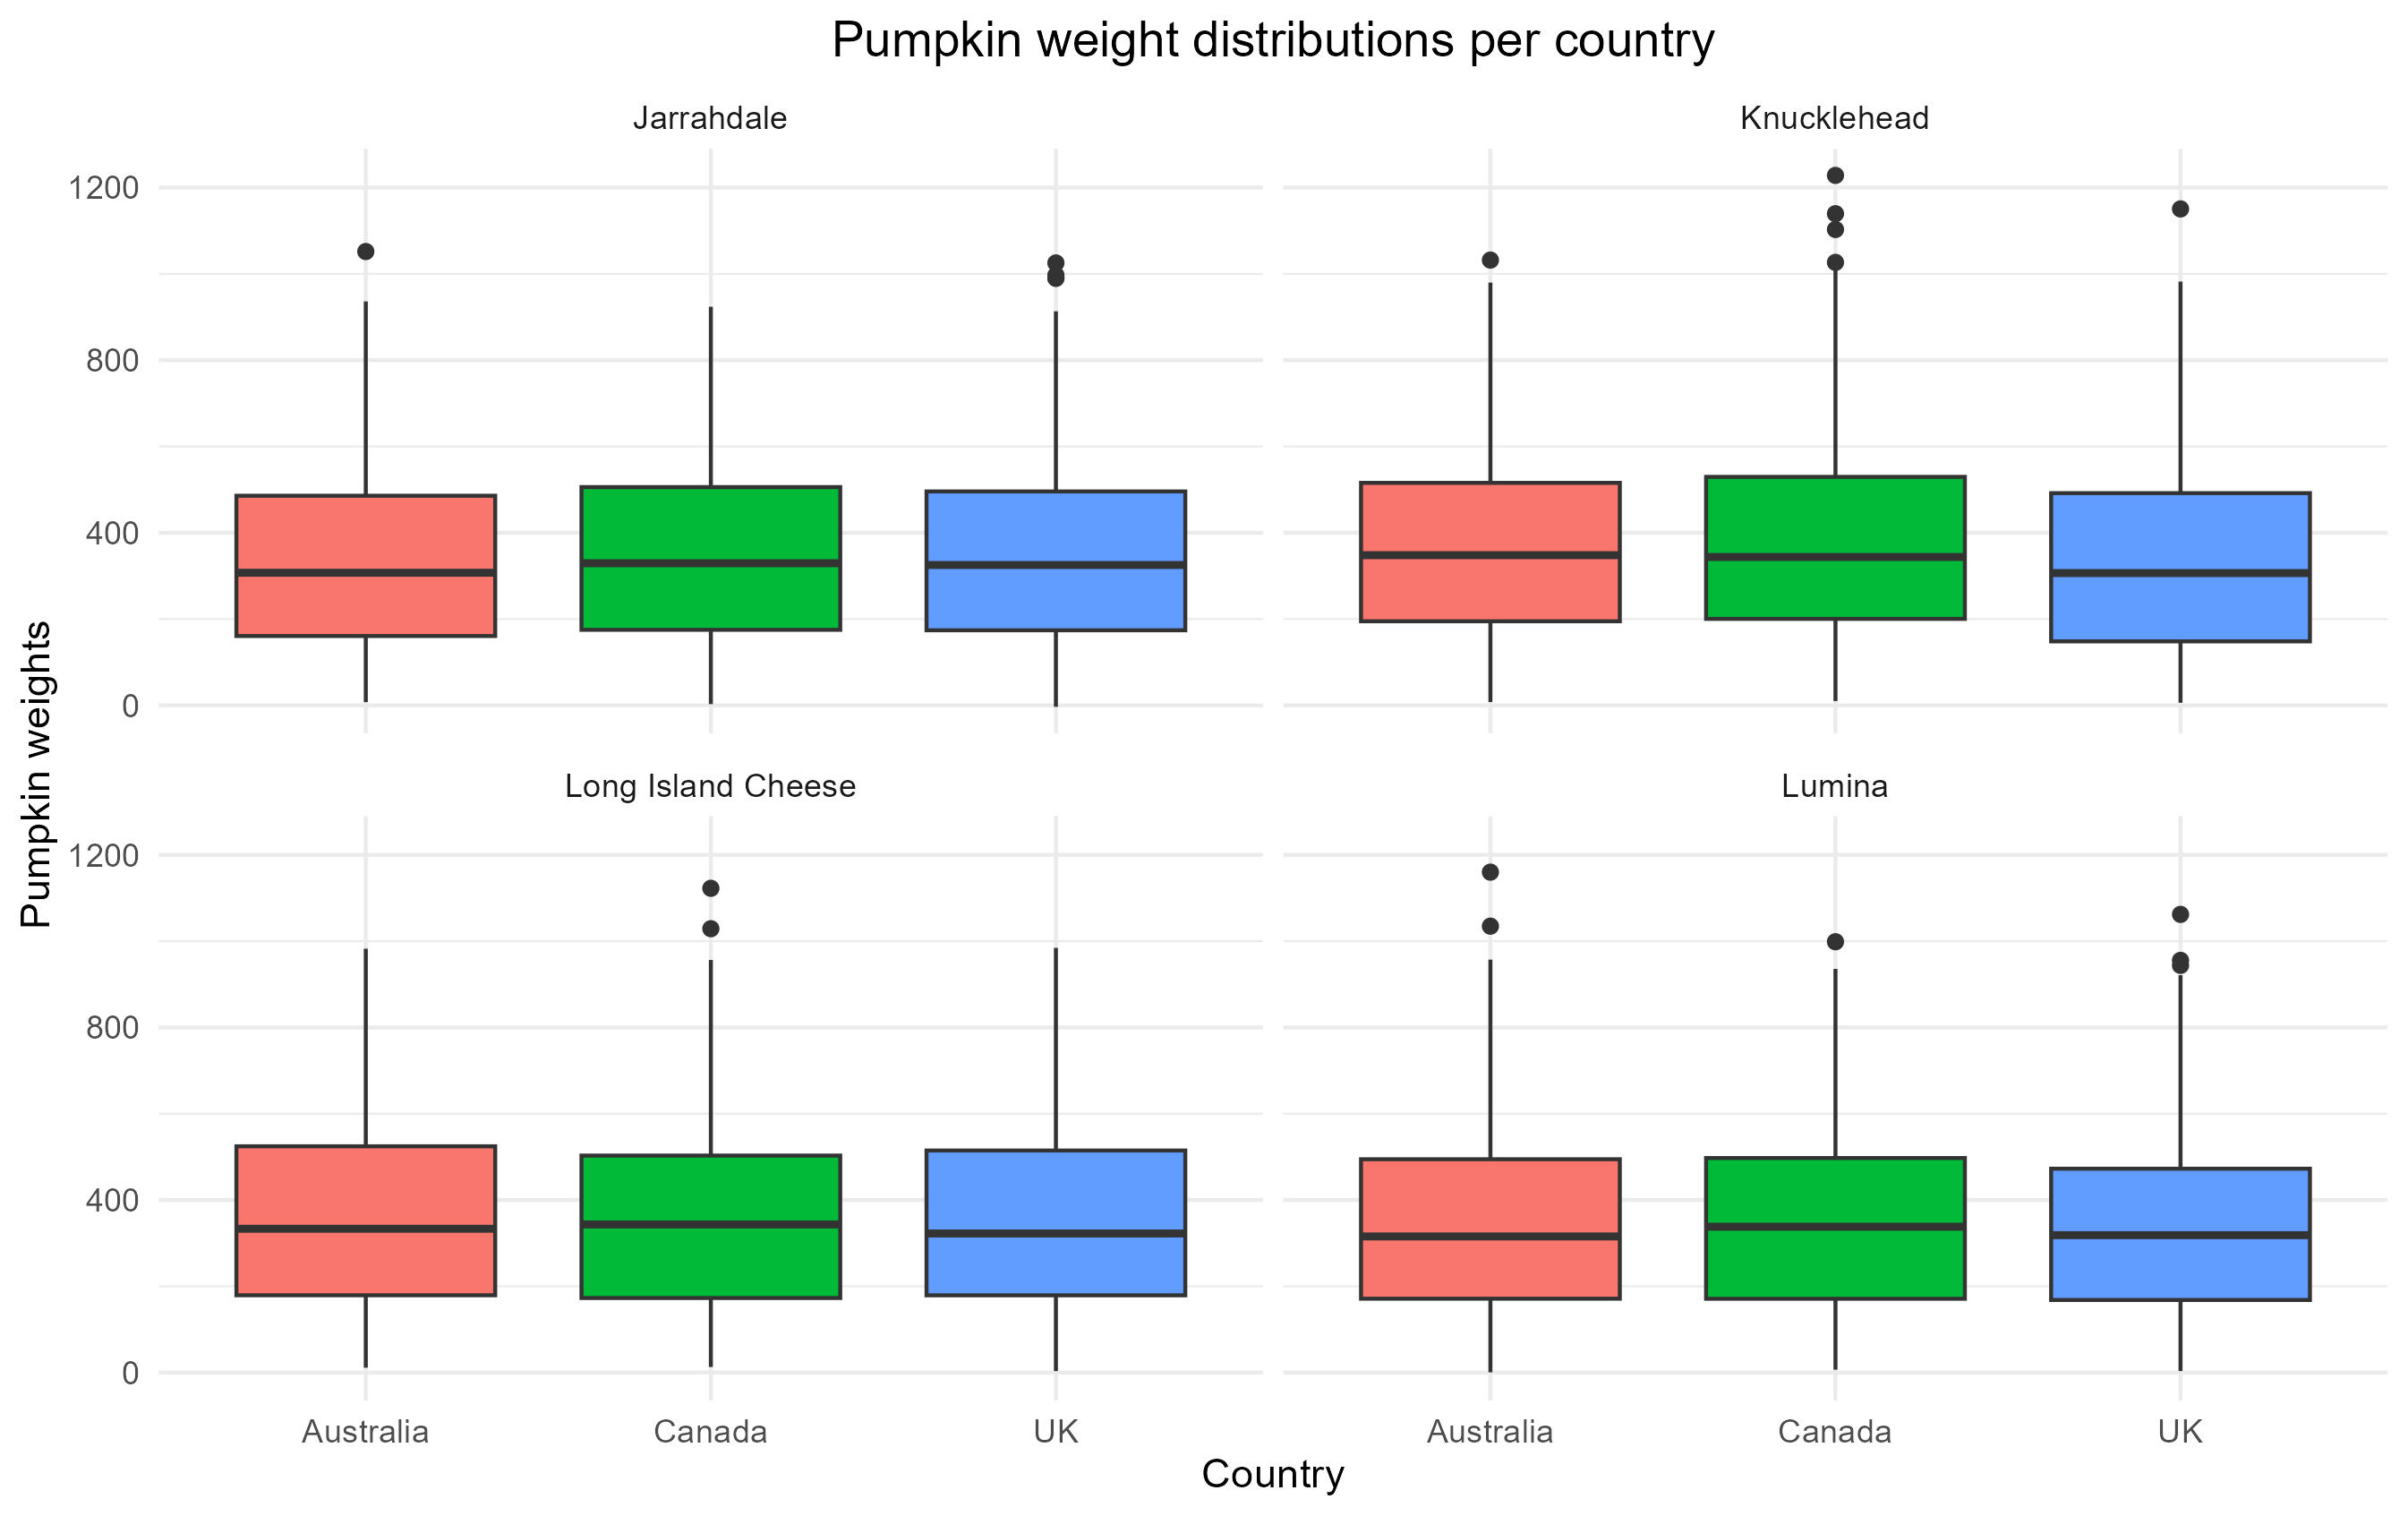 Pumpkin weight distributions per country
Jarrahdale
Knucklehead
1200
800
400
0
Long Island Cheese
Lumina
1200
800
400
0
Pumpkin weights
Australia
Canada
UK
Australia
Canada
UK
Country